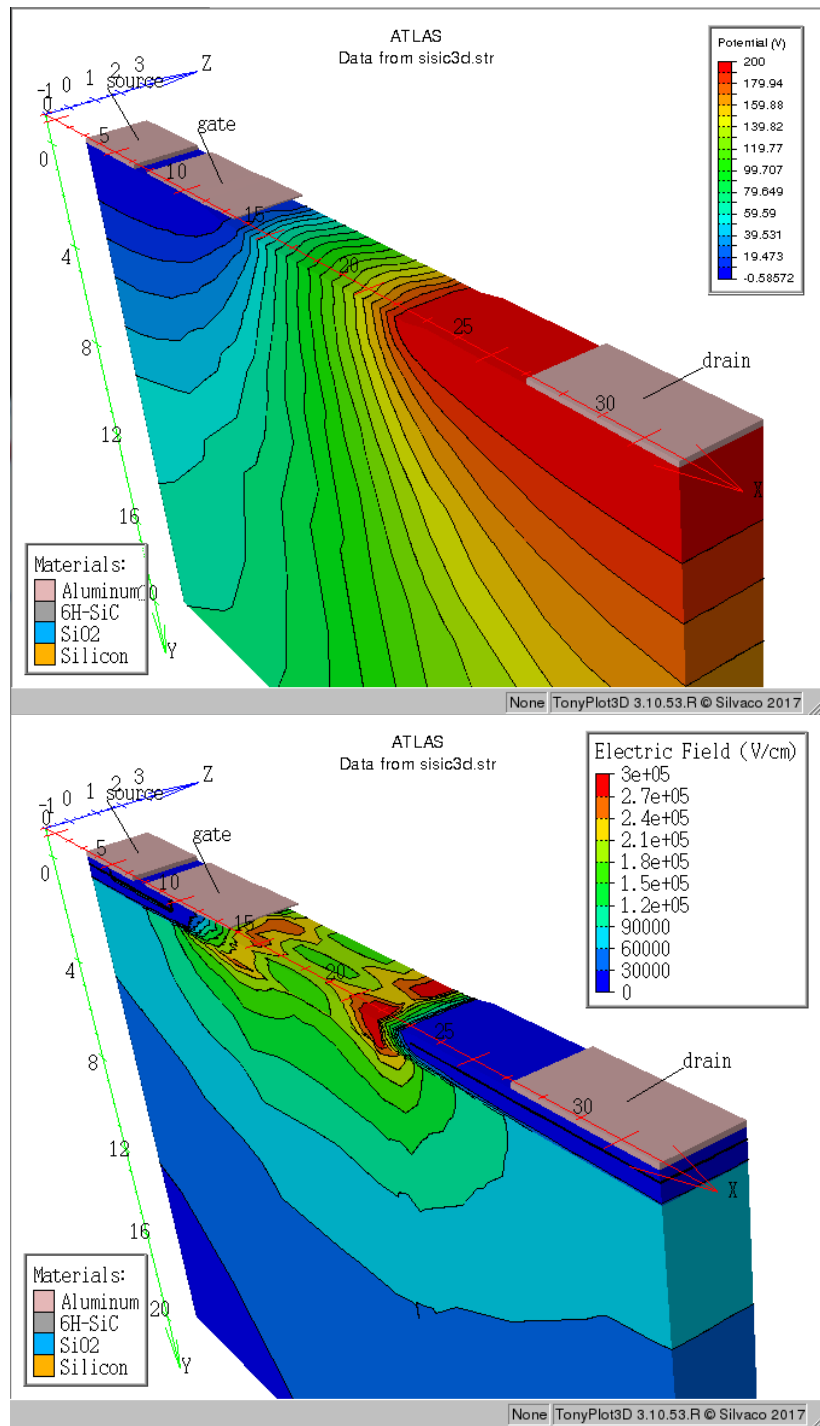 ATLAS
Data from sisic3d.str
Potential (V)
200
179.94
159.88
139.82
119.77
99.707
79.649
59.59
39.531
19.473
-0.58572
Z
-1 0 1 2 3
source
gate
drain
0
5
10
15
20
25
30
X
0
4
8
12
16
Y
Materials:
Aluminum
6H-SiC
SiO2
Silicon
None TonyPlot3D 3.10.53.R © Silvaco 2017
ATLAS
Data from sisic3d.str
Electric Field (V/cm)
3e+05
2.7e+05
2.4e+05
2.1e+05
1.8e+05
1.5e+05
1.2e+05
90000
60000
30000
0
Z
-1 0 1 2 3
source
gate
drain
0
5
10
15
20
25
30
X
0
4
8
12
16
20
Y
Materials:
Aluminum
6H-SiC
SiO2
Silicon
None TonyPlot3D 3.10.53.R © Silvaco 2017